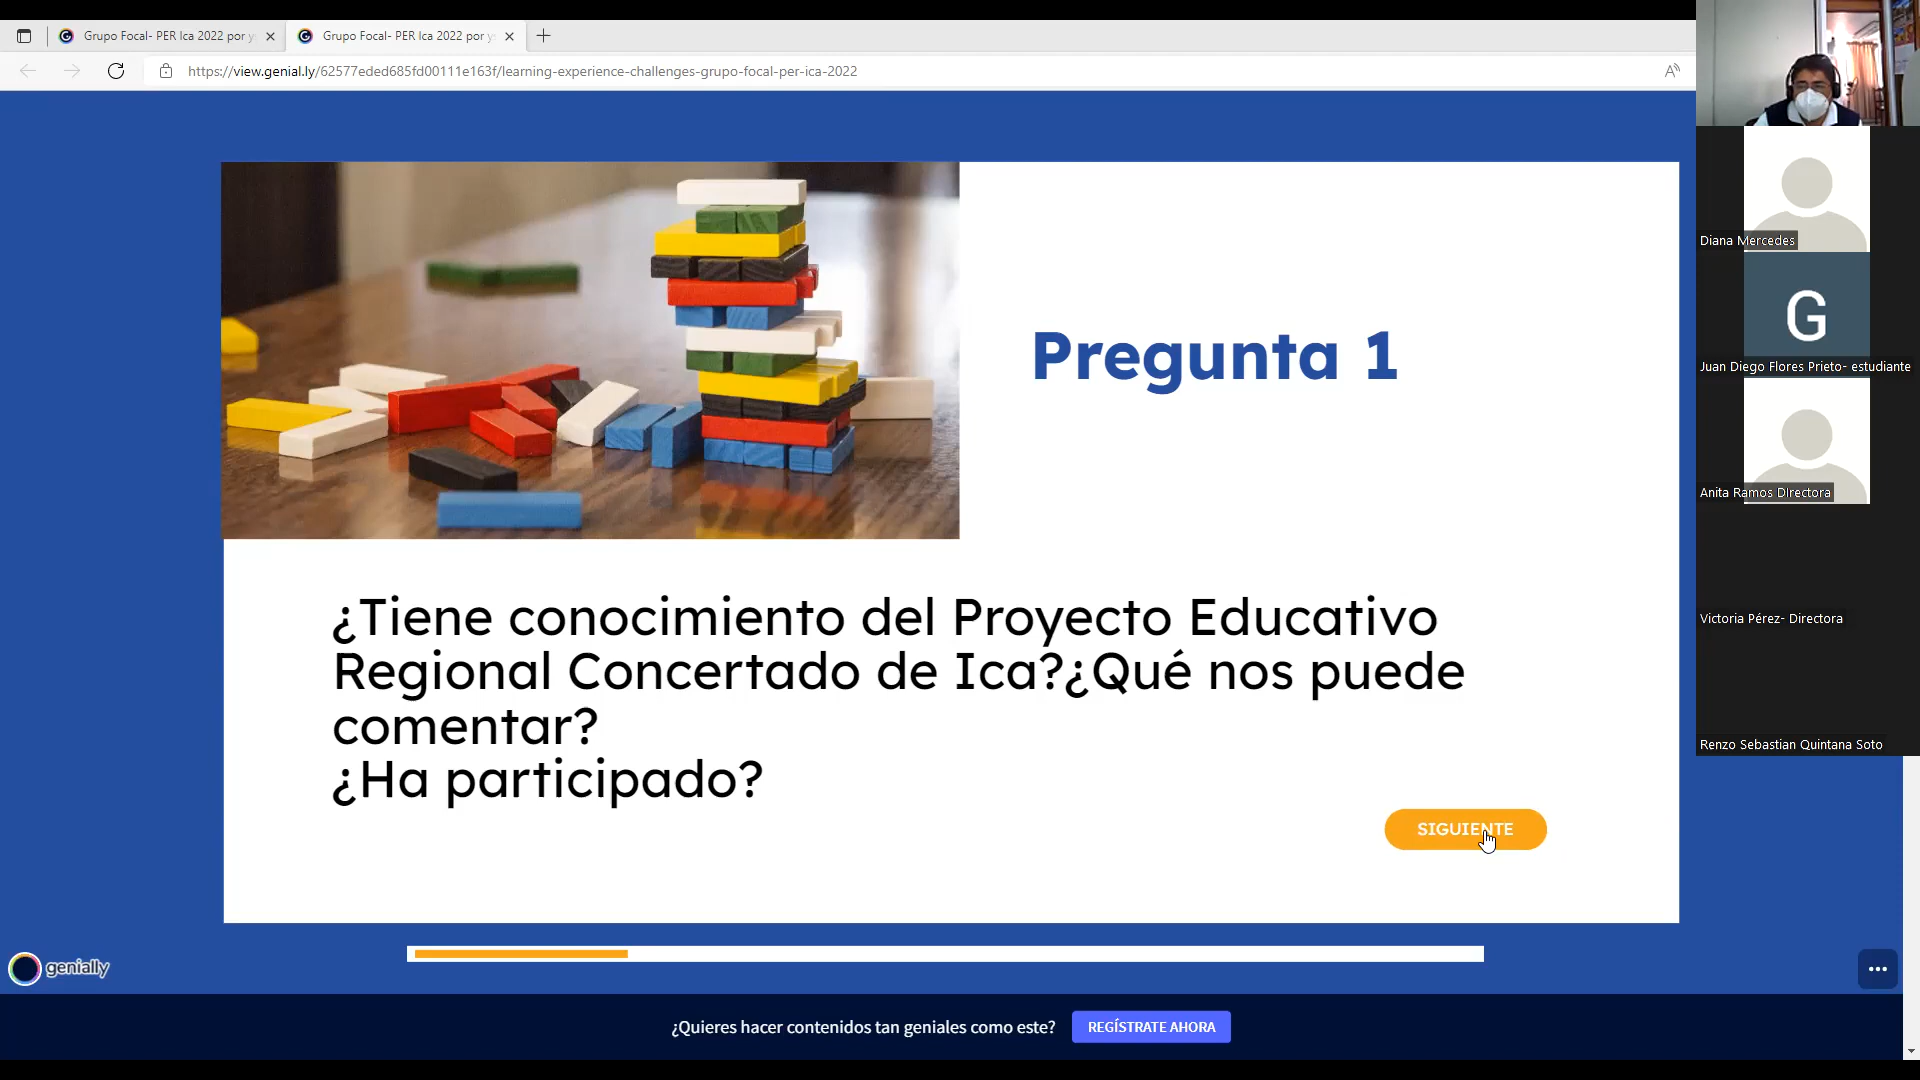 Grupo Focal- PER Ica 2022 por y
Grupo Focal- PER Ica 2022 por y
https://view.genial.ly/62577eded685fd00111e163f/learning-experience-challenges-grupo-focal-per-ica-2022
Pregunta 1
¿Tiene conocimiento del Proyecto Educativo
Regional Concertado de Ica?¿Qué nos puede
comentar?
¿Ha participado?
SIGUIENTE
genially
¿Quieres hacer contenidos tan geniales como este?
REGÍSTRATE AHORA
Diana Mercedes
G
Juan Diego Flores Prieto- estudiante
Anita Ramos DIrectora
Victoria Pérez- Directora
Renzo Sebastian Quintana Soto